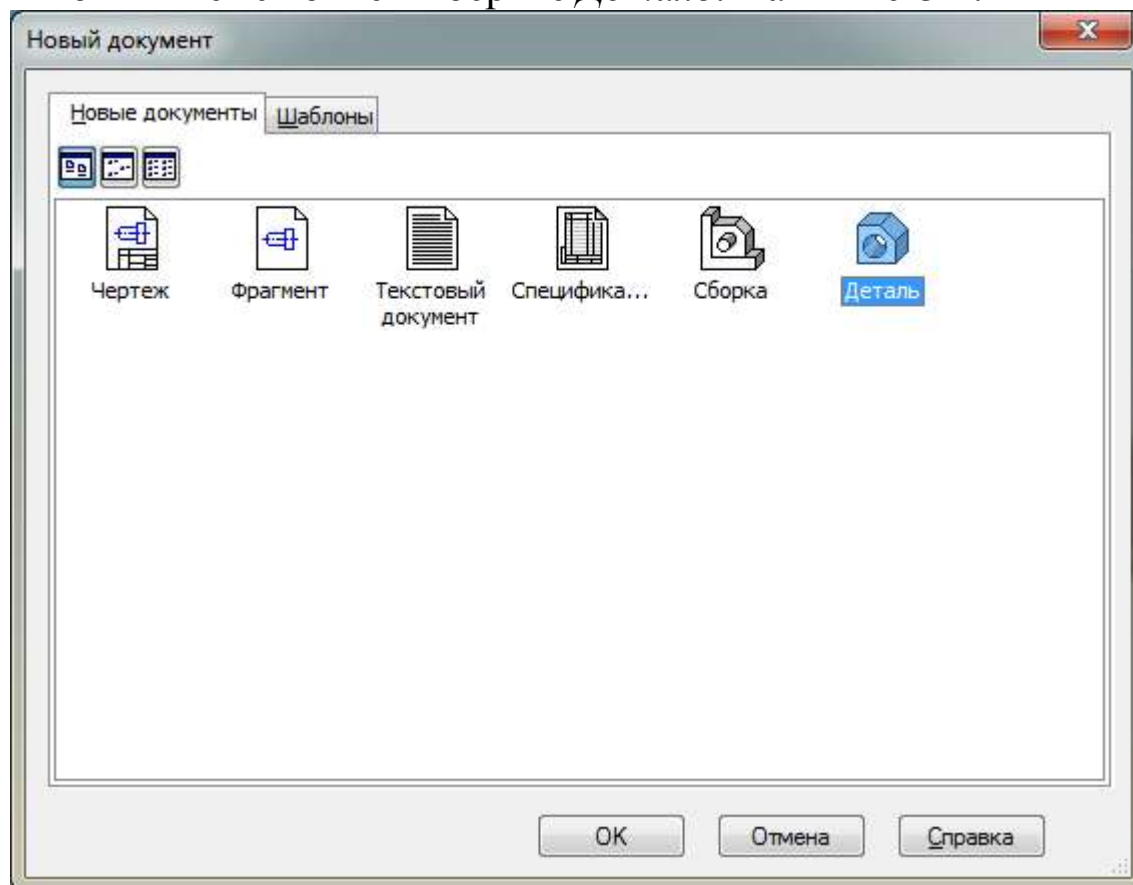 Новый документ
Новые документы Шаблоны
Чертеж Фрагмент Текстовый документ Специфика... Сборка Деталь
OK Отмена Справка